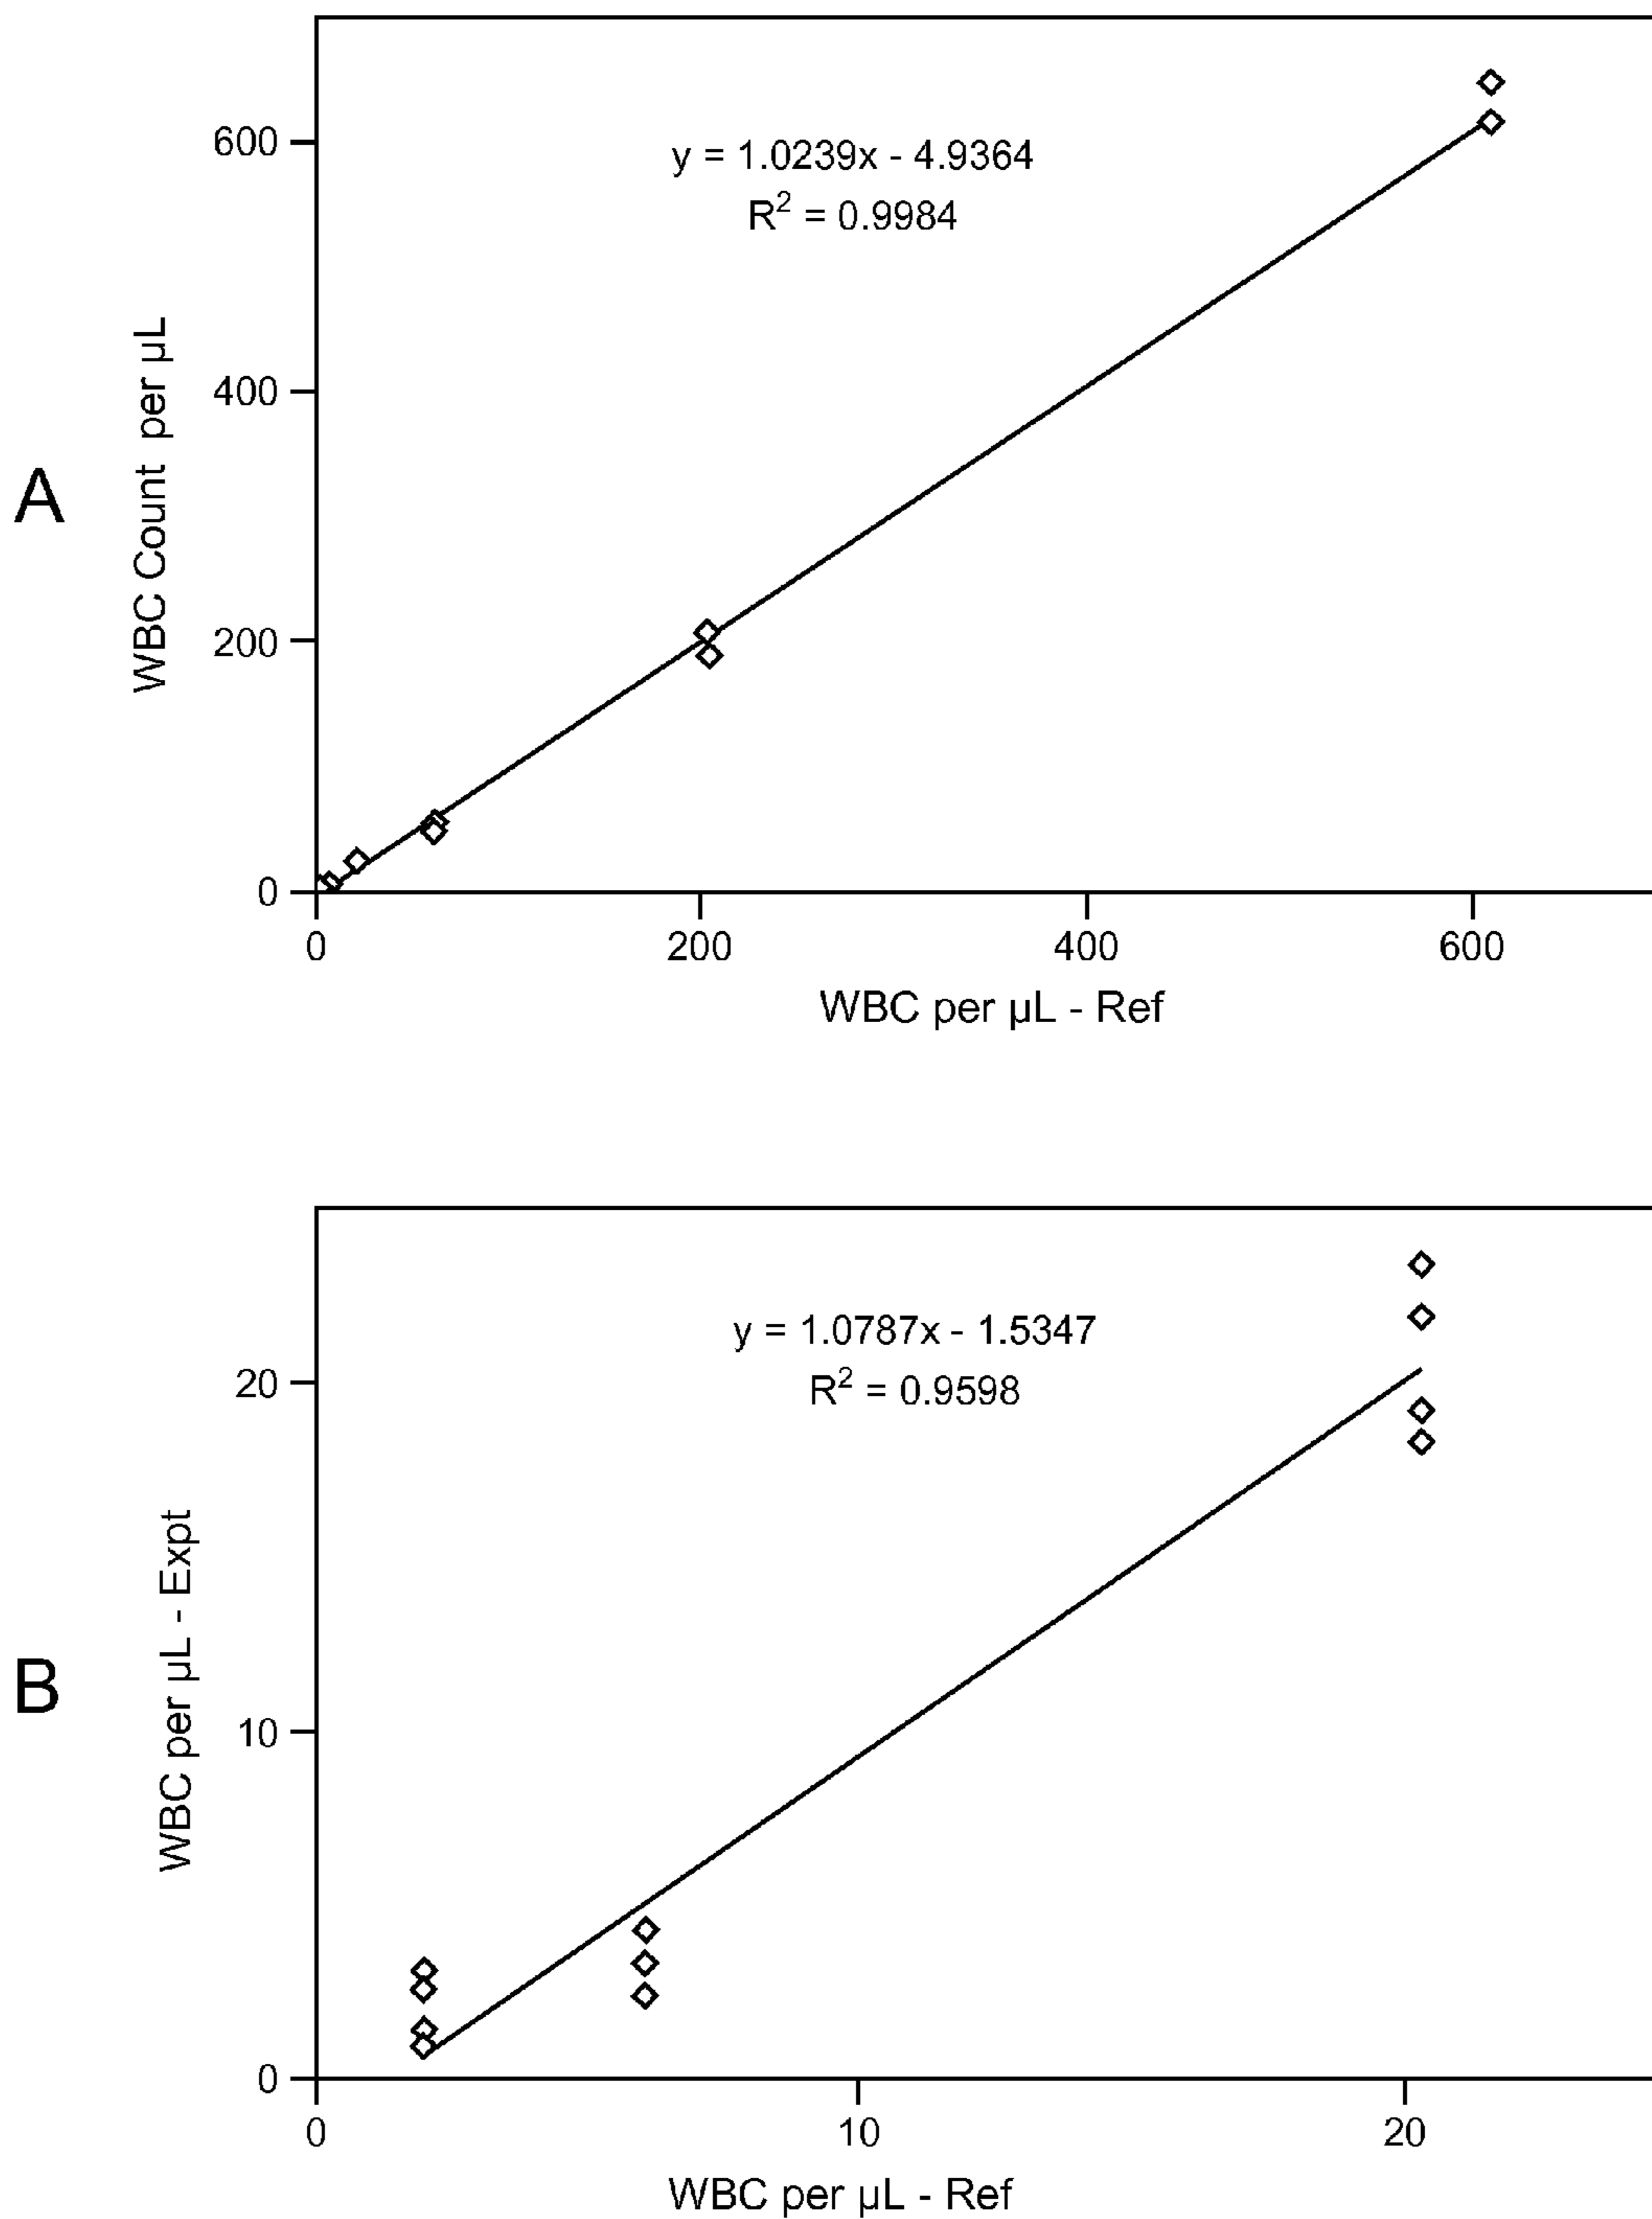 A
WBC Count per µL
600
400
200
0
y = 1.0239x - 4.9364
R² = 0.9984
0 200 400 600
WBC per µL - Ref
B
WBC per µL - Expt
20
10
0
y = 1.0787x - 1.5347
R² = 0.9598
0 10 20
WBC per µL - Ref